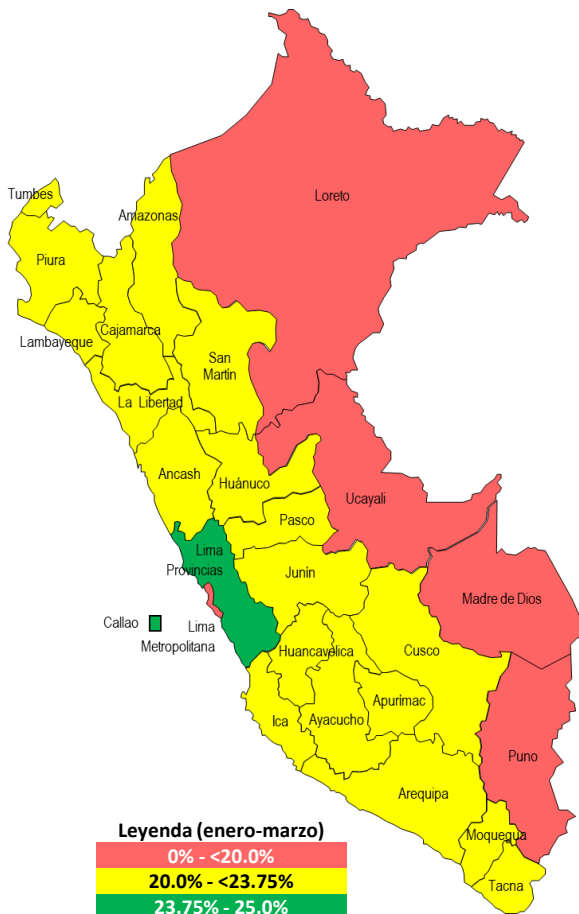 Loreto
Tumbes
Amazonas
Piura
Cajamarca
Lambayeque
San
Martín
La Libertad
Ancash
Huánuco
Ucayali
Pasco
Lima
Provincias
Junín
Madre de Dios
Callao
Lima
Metropolitana
Huancavelica
Cusco
Apurímac
Ica
Ayacucho
Puno
Arequipa
Moquegua
Tacna
Leyenda (enero-marzo)
0% - <20.0%
20.0% - <23.75%
23.75% - 25.0%